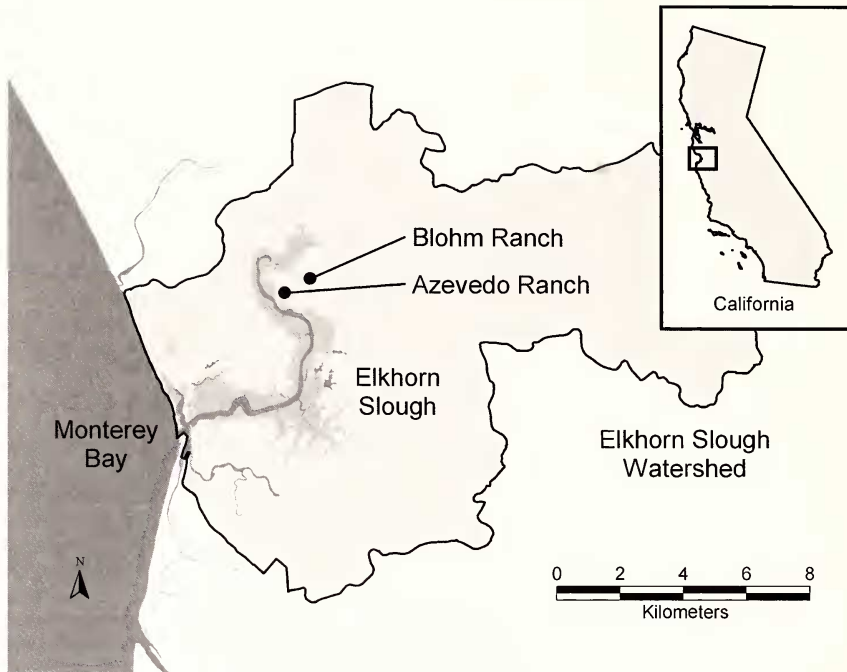 California
Blohm Ranch
Azevedo Ranch
Elkhorn
Slough
Monterey
Bay
Elkhorn Slough
Watershed
N
0 2 4 6 8
Kilometers